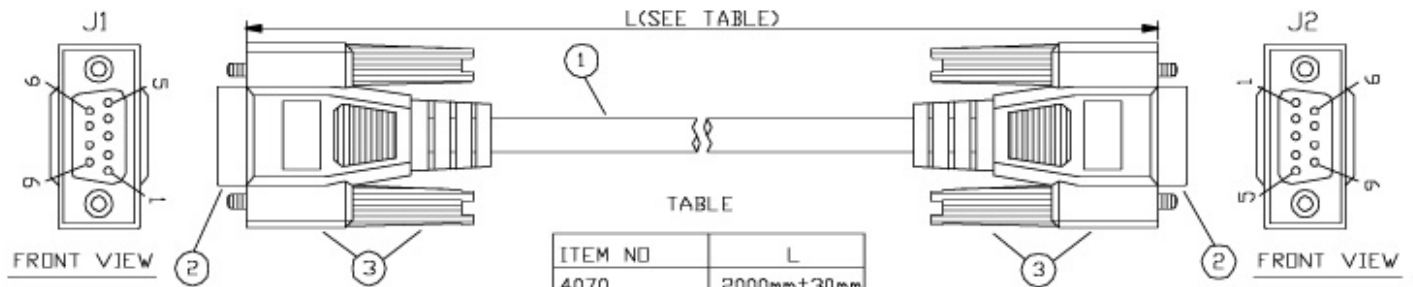 L(SEE TABLE)
J1
J2
1
6
5
9
1
1
6
5
9
TABLE
FRONT VIEW
2
3
3
2
FRONT VIEW
ITEM NO L
4070 2000mm±30mm